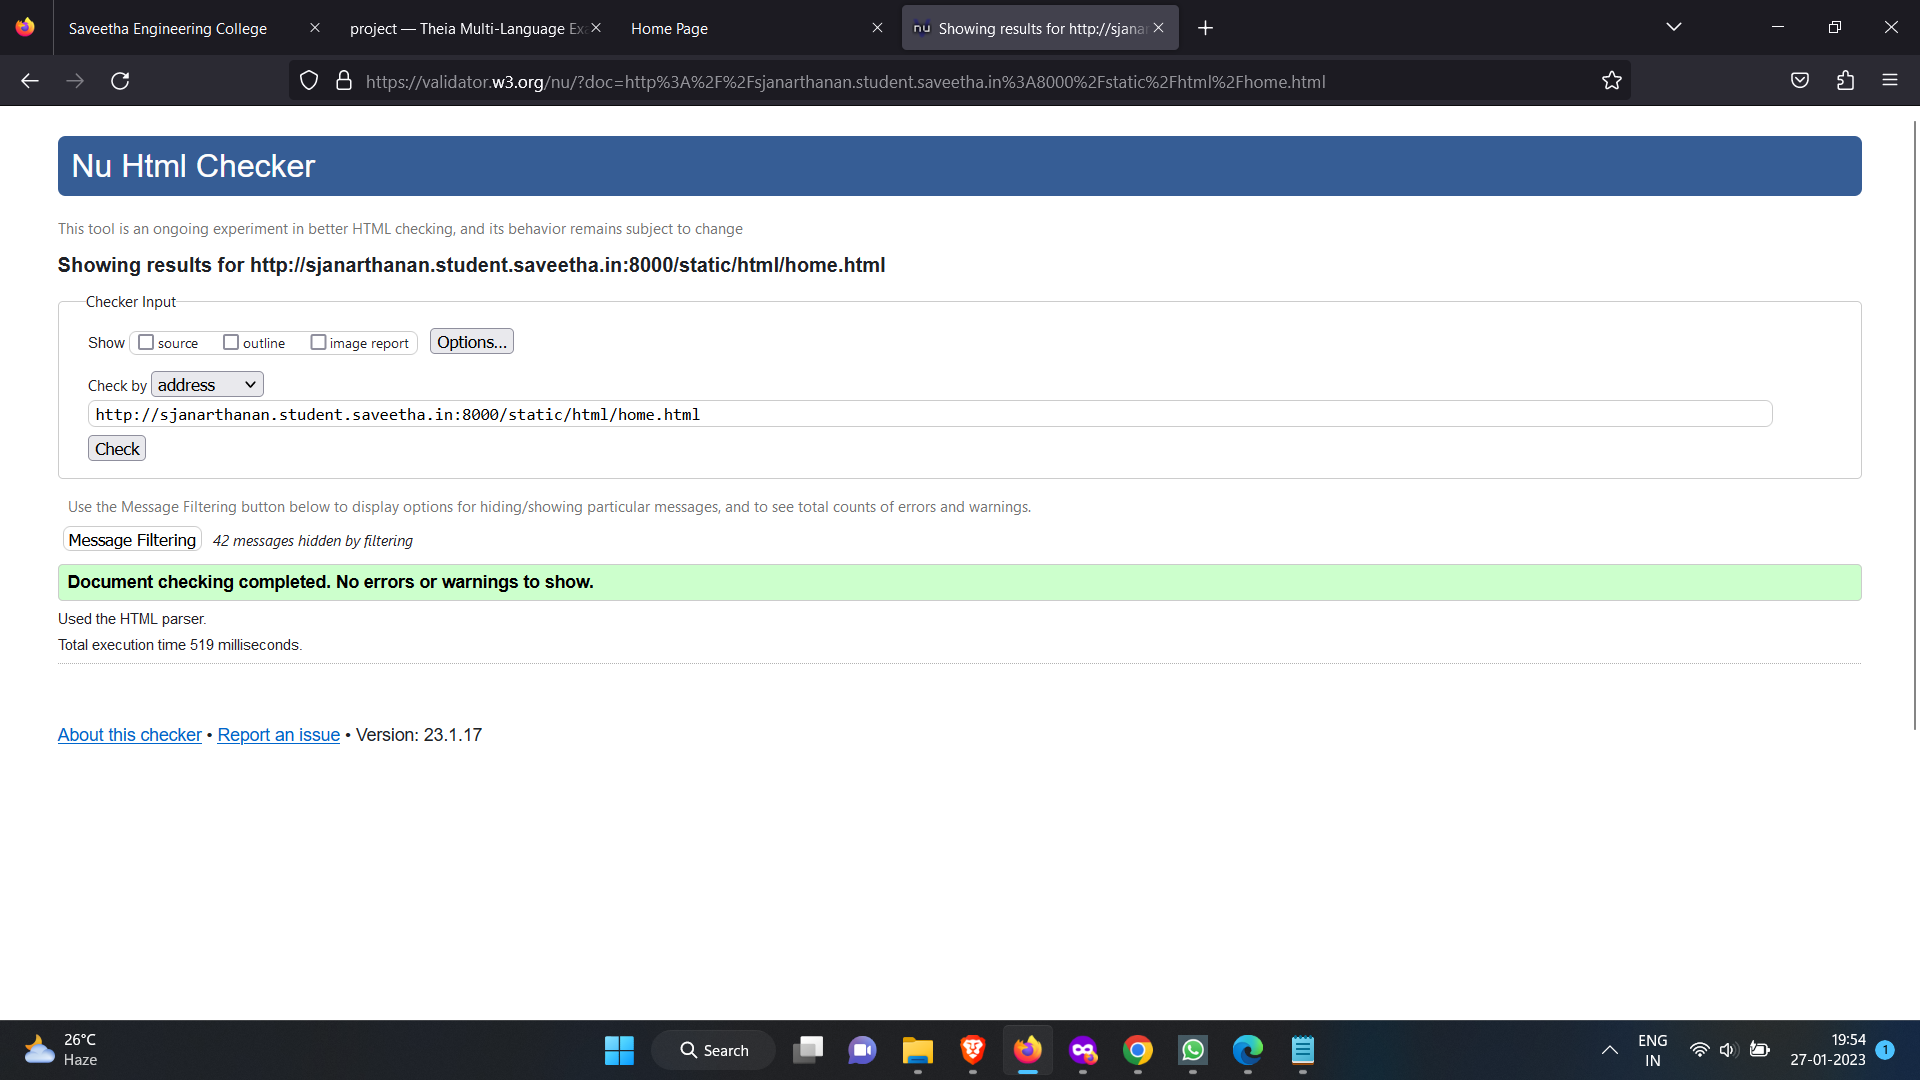 Saveetha Engineering College
project — Theia Multi-Language Ex
Home Page
nu Showing results for http://sjana
https://validator.w3.org/nu/?doc=http%3A%2F%2Fsjanarthanan.student.saveetha.in%3A8000%2Fstatic%2Fhtml%2Fhome.html
Nu Html Checker
This tool is an ongoing experiment in better HTML checking, and its behavior remains subject to change
Showing results for http://sjanarthanan.student.saveetha.in:8000/static/html/home.html
Checker Input
Show source outline image report Options...
Check by address
http://sjanarthanan.student.saveetha.in:8000/static/html/home.html
Check
Use the Message Filtering button below to display options for hiding/showing particular messages, and to see total counts of errors and warnings.
Message Filtering 42 messages hidden by filtering
Document checking completed. No errors or warnings to show.
Used the HTML parser.
Total execution time 519 milliseconds.
About this checker • Report an issue • Version: 23.1.17
26°C
Haze
Search
ENG
IN
19:54
27-01-2023
1